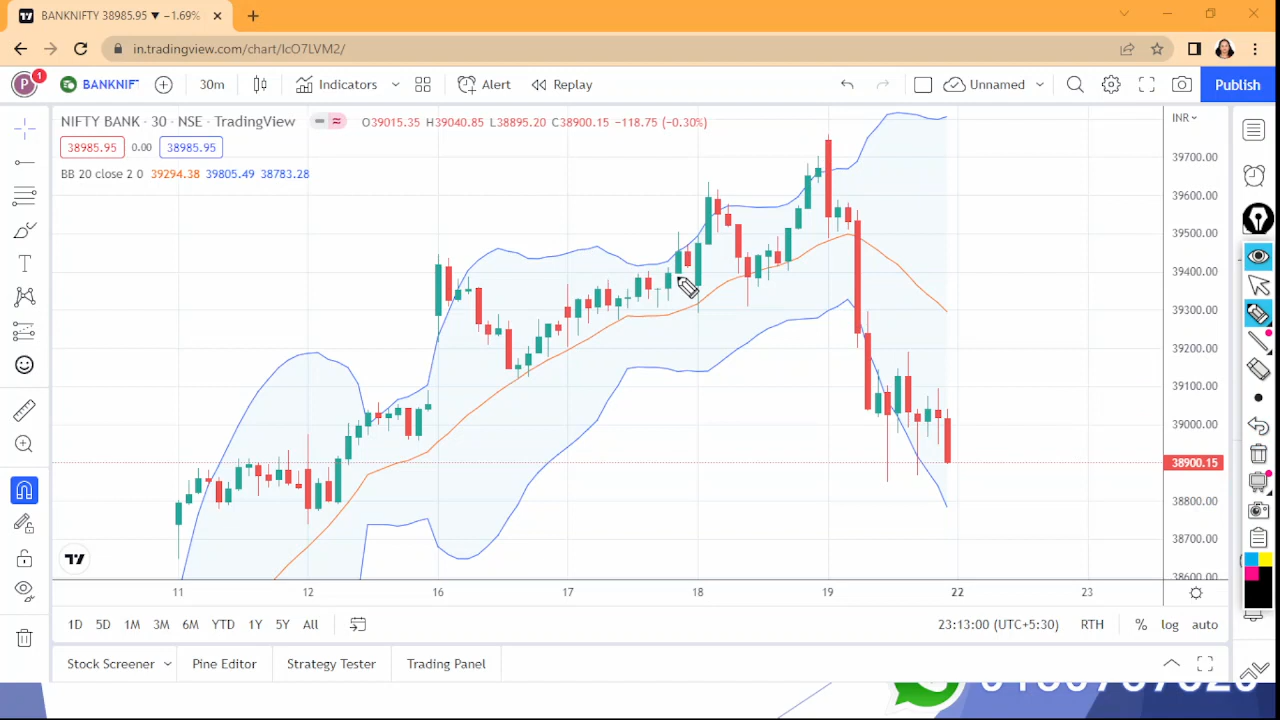 BANKNIFTY 38985.95 ▼ −1.69%
in.tradingview.com/chart/IcO7LVM2/
P 1 BANKNIF 30m Indicators Alert Replay Unnamed Publish
NIFTY BANK · 30 · NSE · TradingView O39015.35 H39040.85 L38895.20 C38900.15 −118.75 (−0.30%) INR
38985.95 0.00 38985.95
BB 20 close 2 0 39294.38 39805.49 38783.28
39700.00
39600.00
39500.00
39400.00
39300.00
39200.00
39100.00
39000.00
38900.15
38800.00
38700.00
38600.00
11 12 16 17 18 19 22 23
1D 5D 1M 3M 6M YTD 1Y 5Y All 23:13:00 (UTC+5:30) RTH % log auto
Stock Screener Pine Editor Strategy Tester Trading Panel